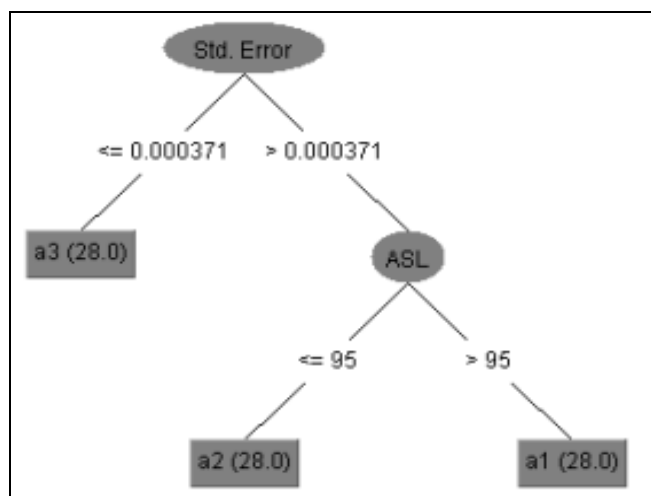 Std. Error
<= 0.000371 > 0.000371
a3 (28.0)
ASL
<= 95 > 95
a2 (28.0) a1 (28.0)